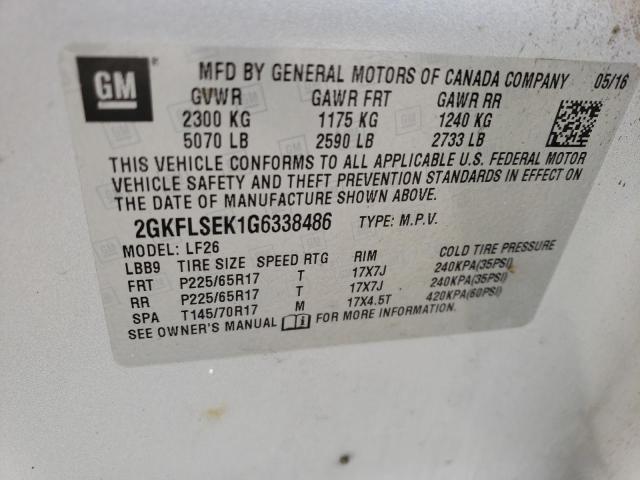 GM
MFD BY GENERAL MOTORS OF CANADA COMPANY 05/16
GVWR GAWR FRT GAWR RR
2300 KG 1175 KG 1240 KG
5070 LB 2590 LB 2733 LB
THIS VEHICLE CONFORMS TO ALL APPLICABLE U.S. FEDERAL MOTOR
VEHICLE SAFETY AND THEFT PREVENTION STANDARDS IN EFFECT ON
THE DATE OF MANUFACTURE SHOWN ABOVE.
2GKFLSEK1G6338486 TYPE: M.P.V.
MODEL: LF26
LBB9 TIRE SIZE SPEED RTG RIM COLD TIRE PRESSURE
FRT P225/65R17 T 17X7J 240KPA(35PSI)
RR P225/65R17 T 17X7J 240KPA(35PSI)
SPA T145/70R17 M 17X4.5T 420KPA(60PSI)
SEE OWNER'S MANUAL FOR MORE INFORMATION.